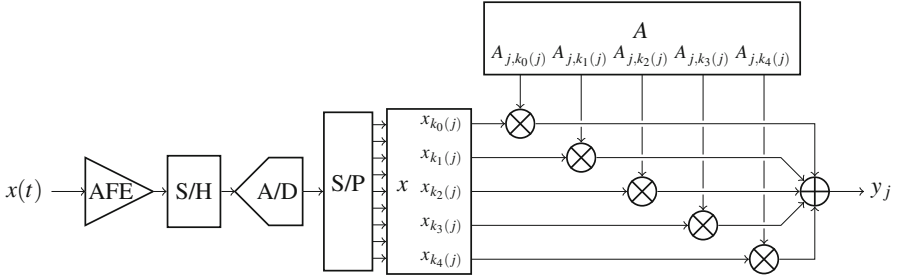 A
A_{j,k_0(j)} A_{j,k_1(j)} A_{j,k_2(j)} A_{j,k_3(j)} A_{j,k_4(j)}
x_{k_0(j)}
x_{k_1(j)}
x(t) AFE S/H A/D S/P x x_{k_2(j)} y_j
x_{k_3(j)}
x_{k_4(j)}